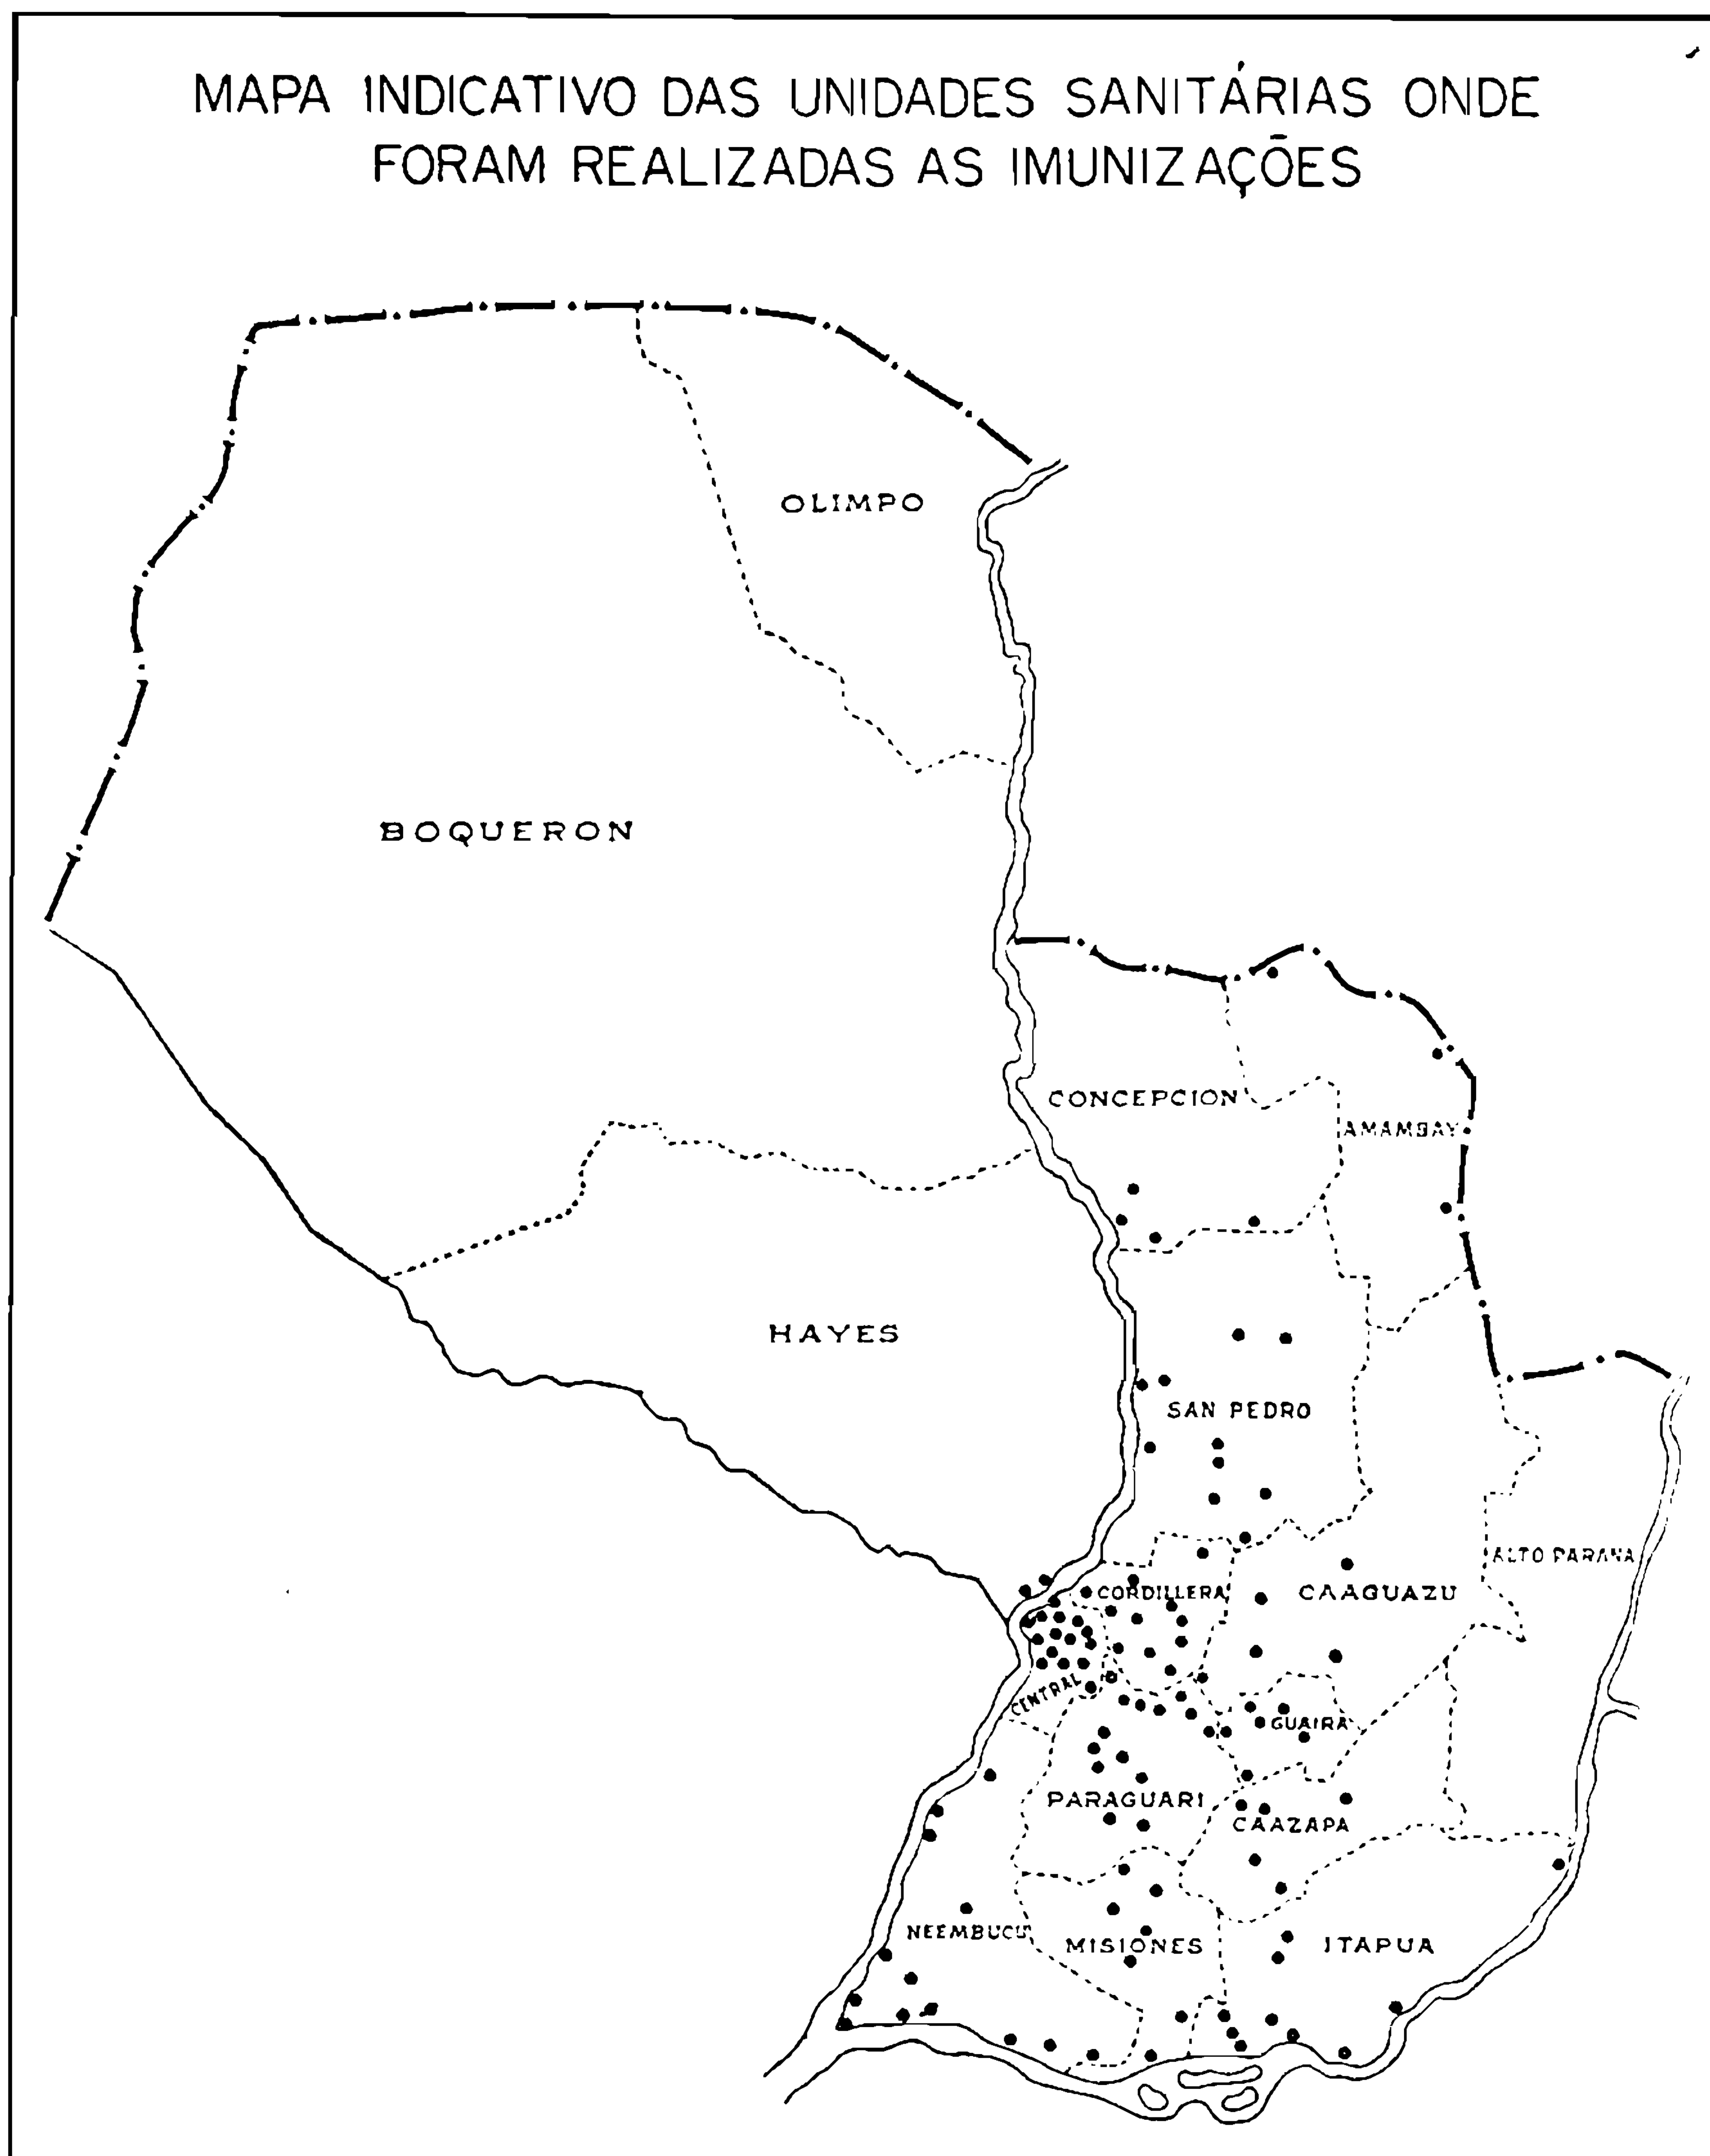 MAPA INDICATIVO DAS UNIDADES SANITÁRIAS ONDE
FORAM REALIZADAS AS IMUNIZAÇÕES
OLIMPO
BOQUERON
CONCEPCION
AMAMBAY
HAYES
SAN PEDRO
ALTO PARANA
CORDILLERA
CAAGUAZU
CENTRAL
GUAIRA
PARAGUARI
CAAZAPA
NEEMBUCU
MISIONES
ITAPUA